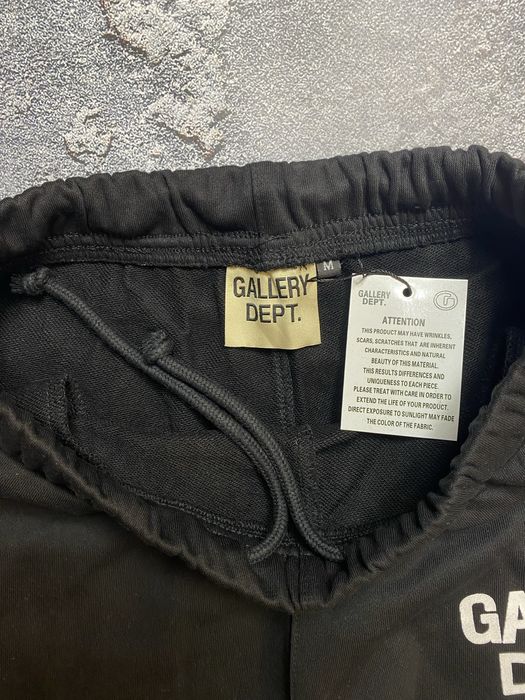 GALLERY
DEPT.
M
GALLERY
DEPT.
G
ATTENTION
THIS PRODUCT MAY HAVE WRINKLES,
SCARS, SCRATCHES THAT ARE INHERENT
CHARACTERISTICS AND NATURAL
BEAUTY OF THIS MATERIAL.
THIS RESULTS DIFFERENCES AND
UNIQUENESS TO EACH PIECE.
PLEASE TREAT WITH CARE IN ORDER TO
EXTEND THE LIFE OF YOUR PRODUCT.
DIRECT EXPOSURE TO SUNLIGHT MAY FADE
THE COLOR OF THE FABRIC.
GA
D